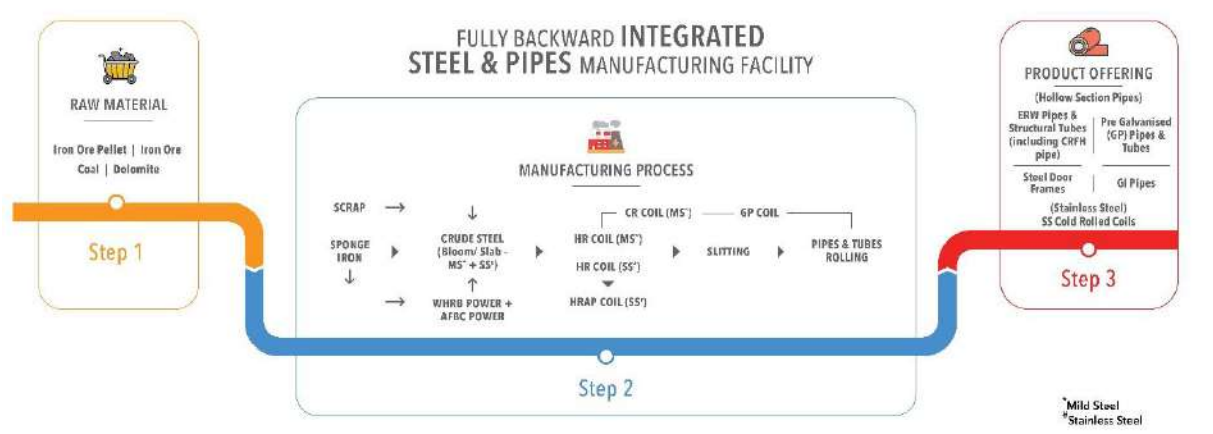 FULLY BACKWARD INTEGRATED
STEEL & PIPES MANUFACTURING FACILITY
RAW MATERIAL
Iron Ore Pellet | Iron Ore
Coal | Dolomite
Step 1
MANUFACTURING PROCESS
SCRAP
SPONGE
IRON
CRUDE STEEL
(Bloom/ Slab -
MS* + SS#)
WHRB POWER +
AFBC POWER
CR COIL (MS*)
GP COIL
HR COIL (MS*)
HR COIL (SS#)
HRAP COIL (SS#)
SLITTING
PIPES & TUBES
ROLLING
Step 2
PRODUCT OFFERING
(Hollow Section Pipes)
ERW Pipes &
Structural Tubes
(including CRFH
pipe)
Pre Galvanised
(GP) Pipes &
Tubes
Steel Door
Frames
GI Pipes
(Stainless Steel)
SS Cold Rolled Coils
Step 3
*Mild Steel
#Stainless Steel